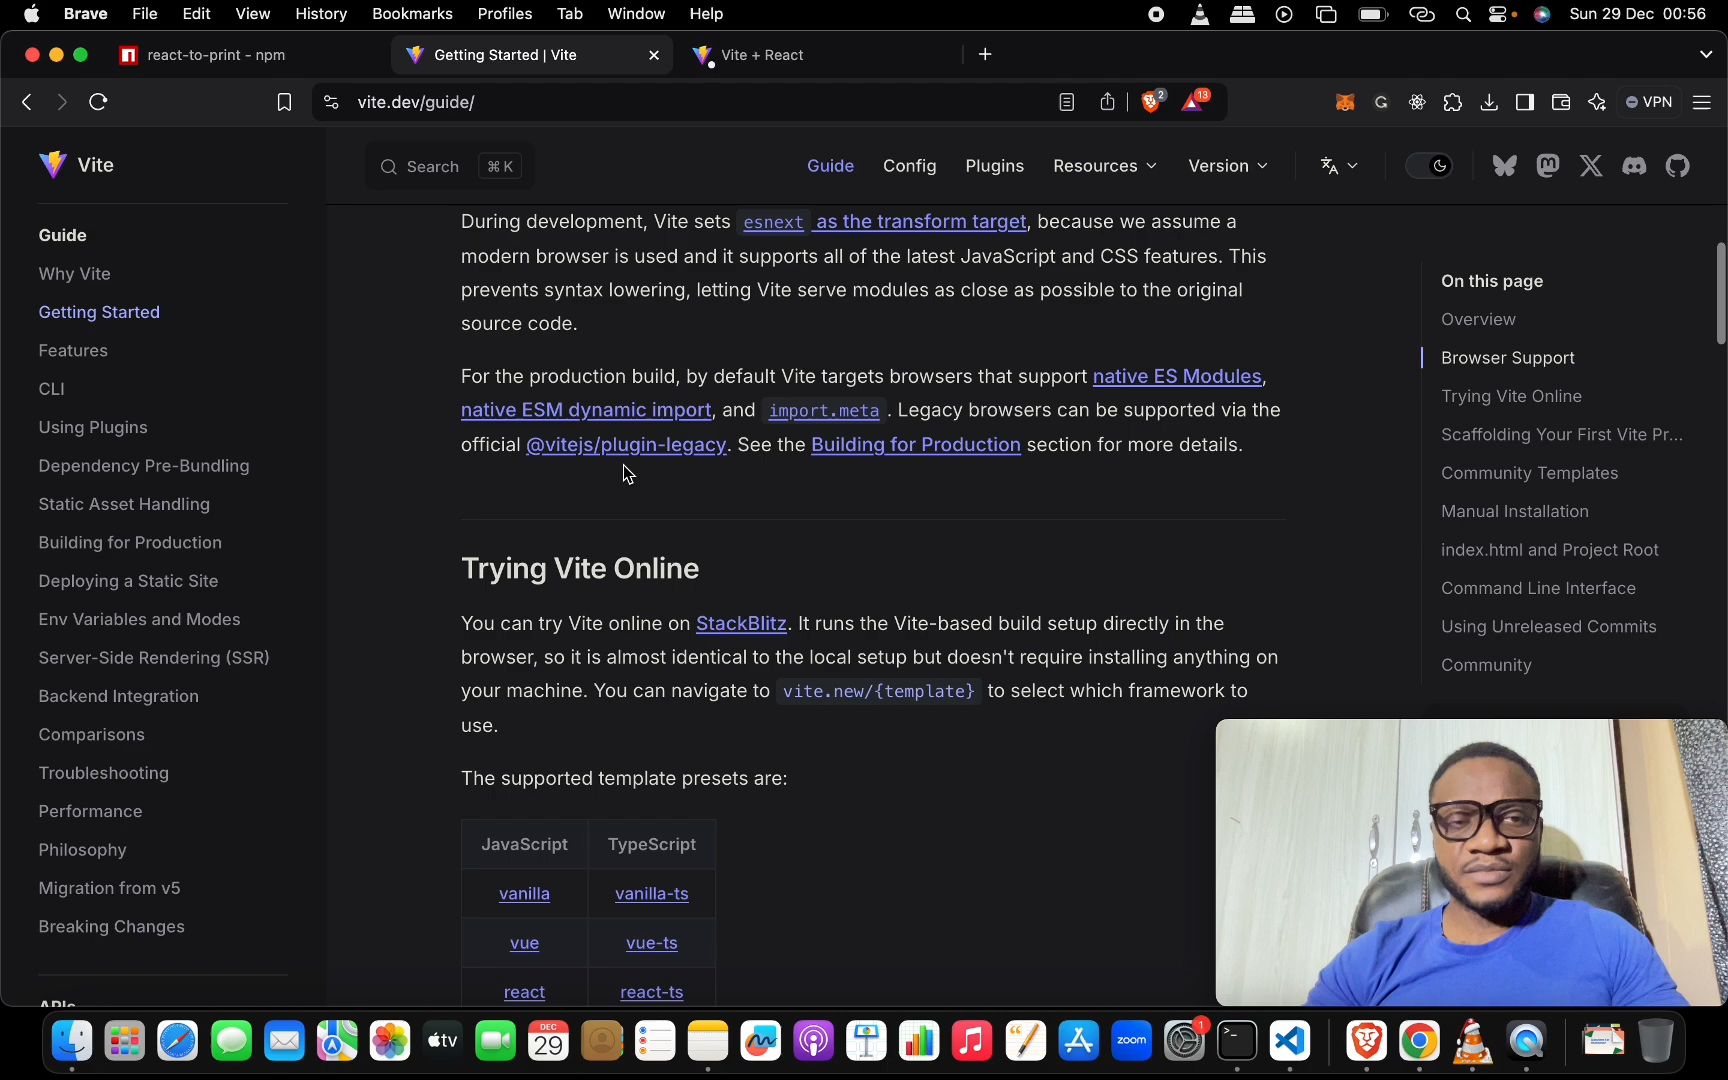 Brave File Edit View History Bookmarks Profiles Tab Window Help Sun 29 Dec 00:56
react-to-print - npm Getting Started | Vite Vite + React
vite.dev/guide/ 2 13 G VPN
Vite
Search ⌘ K
Guide Config Plugins Resources Version
Guide
Why Vite
Getting Started
Features
CLI
Using Plugins
Dependency Pre-Bundling
Static Asset Handling
Building for Production
Deploying a Static Site
Env Variables and Modes
Server-Side Rendering (SSR)
Backend Integration
Comparisons
Troubleshooting
Performance
Philosophy
Migration from v5
Breaking Changes
APIs
During development, Vite sets esnext as the transform target, because we assume a
modern browser is used and it supports all of the latest JavaScript and CSS features. This
prevents syntax lowering, letting Vite serve modules as close as possible to the original
source code.
For the production build, by default Vite targets browsers that support native ES Modules,
native ESM dynamic import, and import.meta. Legacy browsers can be supported via the
official @vitejs/plugin-legacy. See the Building for Production section for more details.
Trying Vite Online
You can try Vite online on StackBlitz. It runs the Vite-based build setup directly in the
browser, so it is almost identical to the local setup but doesn't require installing anything on
your machine. You can navigate to vite.new/{template} to select which framework to
use.
The supported template presets are:
JavaScript TypeScript
vanilla vanilla-ts
vue vue-ts
react react-ts
On this page
Overview
Browser Support
Trying Vite Online
Scaffolding Your First Vite Pr...
Community Templates
Manual Installation
index.html and Project Root
Command Line Interface
Using Unreleased Commits
Community
tv DEC 29 zoom 1